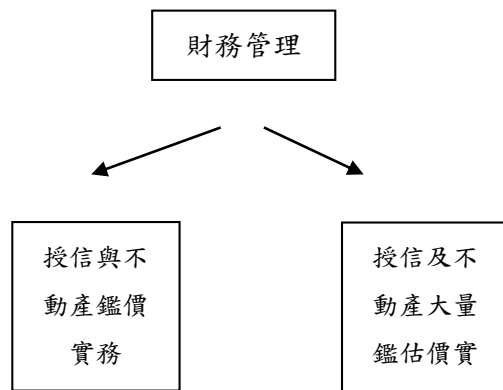 財務管理
授信與不
動產鑑價
實務
授信及不
動產大量
鑑估價實